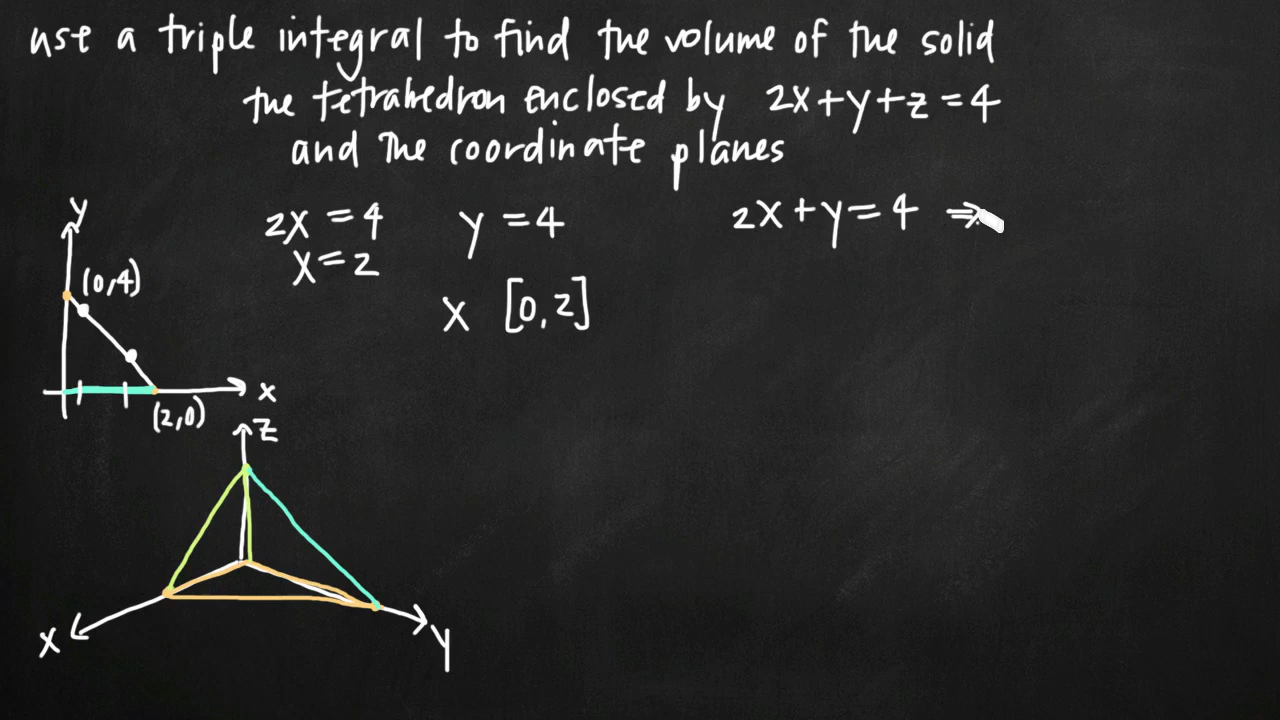 use a triple integral to find the volume of the solid
the tetrahedron enclosed by 2x+y+z=4
and the coordinate planes
2x=4 y=4 2x+y=4 ⇒
x=2
x [0,2]
y
(0,4)
x
(2,0)
z
x
y